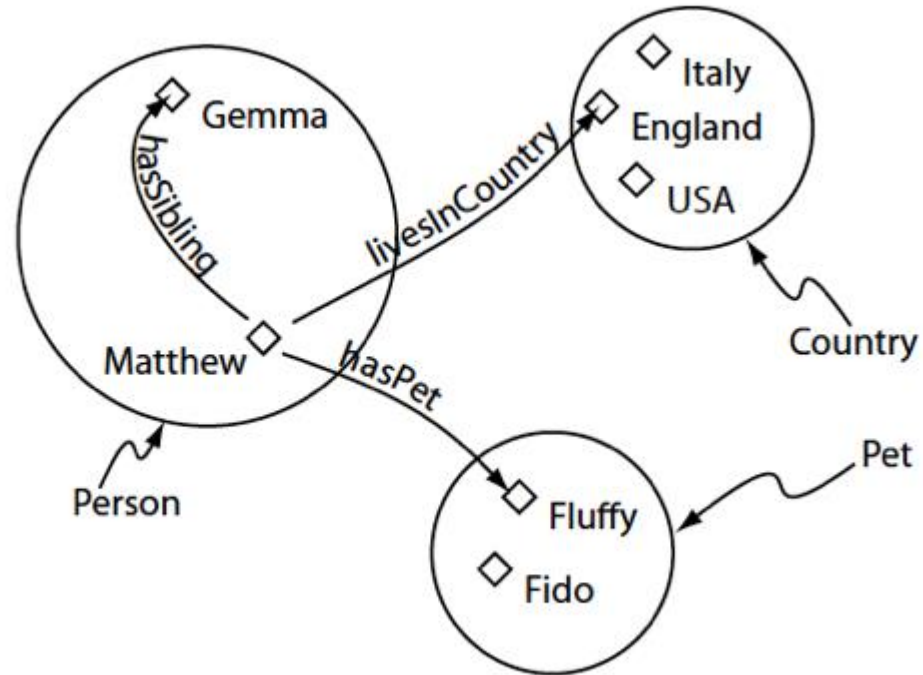 Gemma
hasSibling
Matthew
Person
livesInCountry
hasPet
Italy
England
USA
Country
Pet
Fluffy
Fido